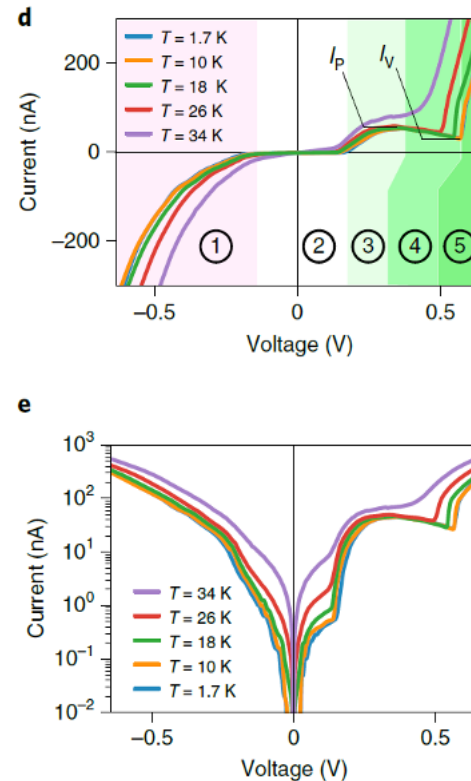 d
300
200
0
−200
Current (nA)
T = 1.7 K
T = 10 K
T = 18 K
T = 26 K
T = 34 K
IP
IV
1
2
3
4
5
−0.5
0
0.5
Voltage (V)
e
10³
10²
10¹
10⁰
10⁻¹
10⁻²
Current (nA)
T = 34 K
T = 26 K
T = 18 K
T = 10 K
T = 1.7 K
−0.5
0
0.5
Voltage (V)